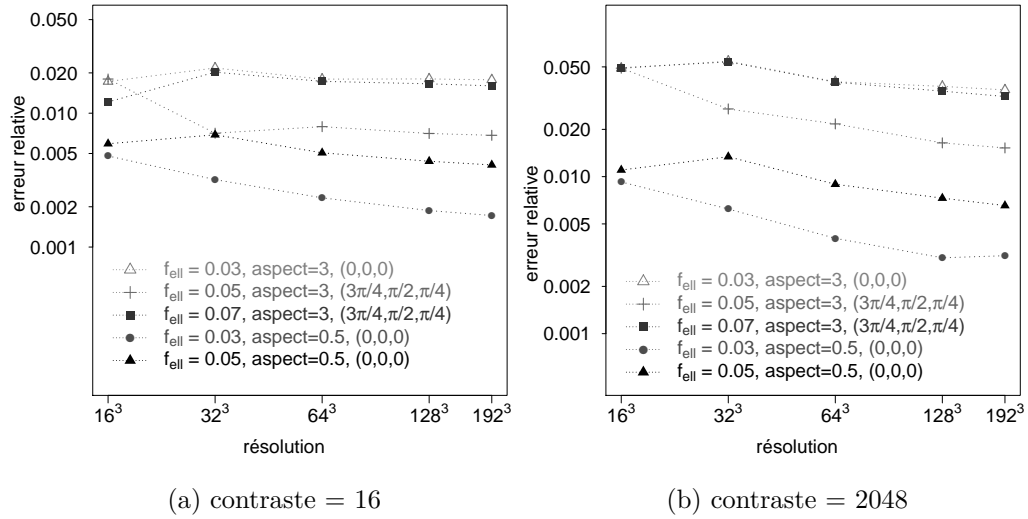 erreur relative
0.050
0.020
0.010
0.005
0.002
0.001
f_ell = 0.03, aspect=3, (0,0,0)
f_ell = 0.05, aspect=3, (3π/4,π/2,π/4)
f_ell = 0.07, aspect=3, (3π/4,π/2,π/4)
f_ell = 0.03, aspect=0.5, (0,0,0)
f_ell = 0.05, aspect=0.5, (0,0,0)
16³ 32³ 64³ 128³ 192³
résolution
(a) contraste = 16
erreur relative
0.050
0.020
0.010
0.005
0.002
0.001
f_ell = 0.03, aspect=3, (0,0,0)
f_ell = 0.05, aspect=3, (3π/4,π/2,π/4)
f_ell = 0.07, aspect=3, (3π/4,π/2,π/4)
f_ell = 0.03, aspect=0.5, (0,0,0)
f_ell = 0.05, aspect=0.5, (0,0,0)
16³ 32³ 64³ 128³ 192³
résolution
(b) contraste = 2048